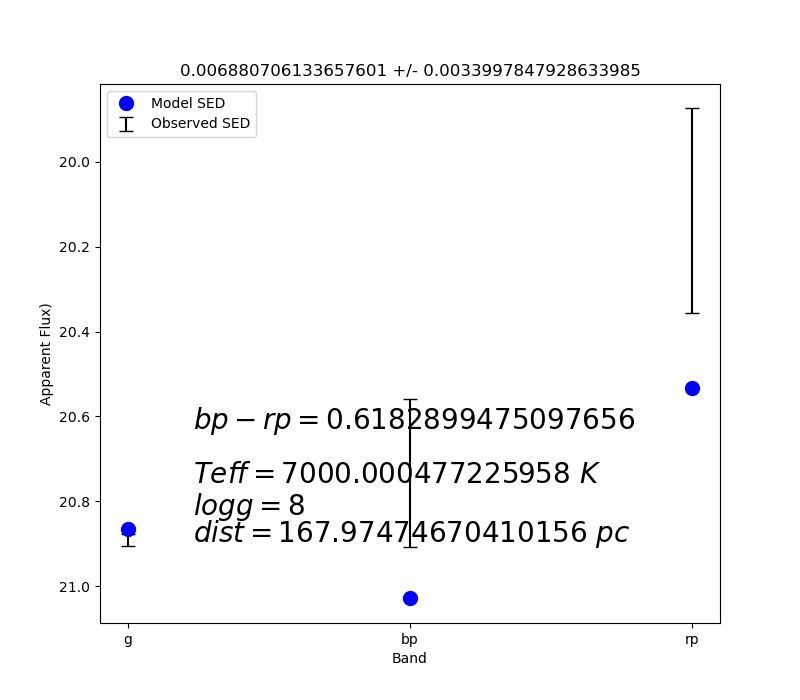 0.006880706133657601 +/- 0.0033997847928633985
Model SED
Observed SED
20.0
20.2
20.4
20.6
20.8
21.0
Apparent Flux)
bp − rp = 0.6182899475097656
Teff = 7000.000477225958 K
logg = 8
dist = 167.97474670410156 pc
g
bp
rp
Band